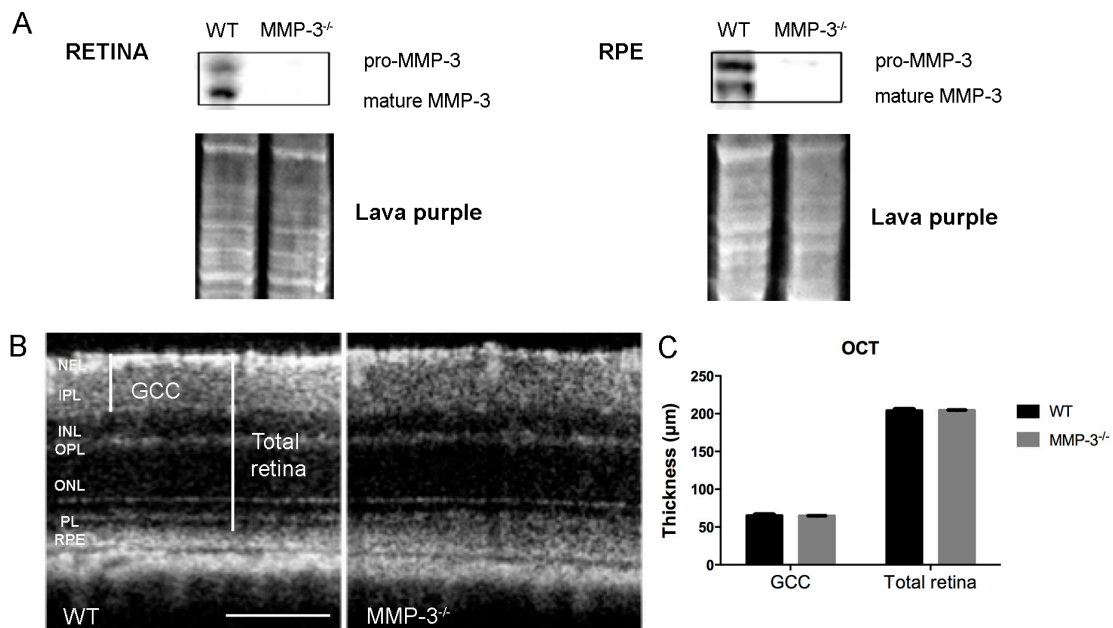 A
RETINA
WT MMP-3-/-
pro-MMP-3
mature MMP-3
Lava purple
RPE
WT MMP-3-/-
pro-MMP-3
mature MMP-3
Lava purple
B
NFL
IPL
INL
OPL
ONL
PL
RPE
GCC
Total
retina
WT
MMP-3-/-
C
OCT
Thickness (µm)
250
200
150
100
50
0
GCC Total retina
WT
MMP-3-/-